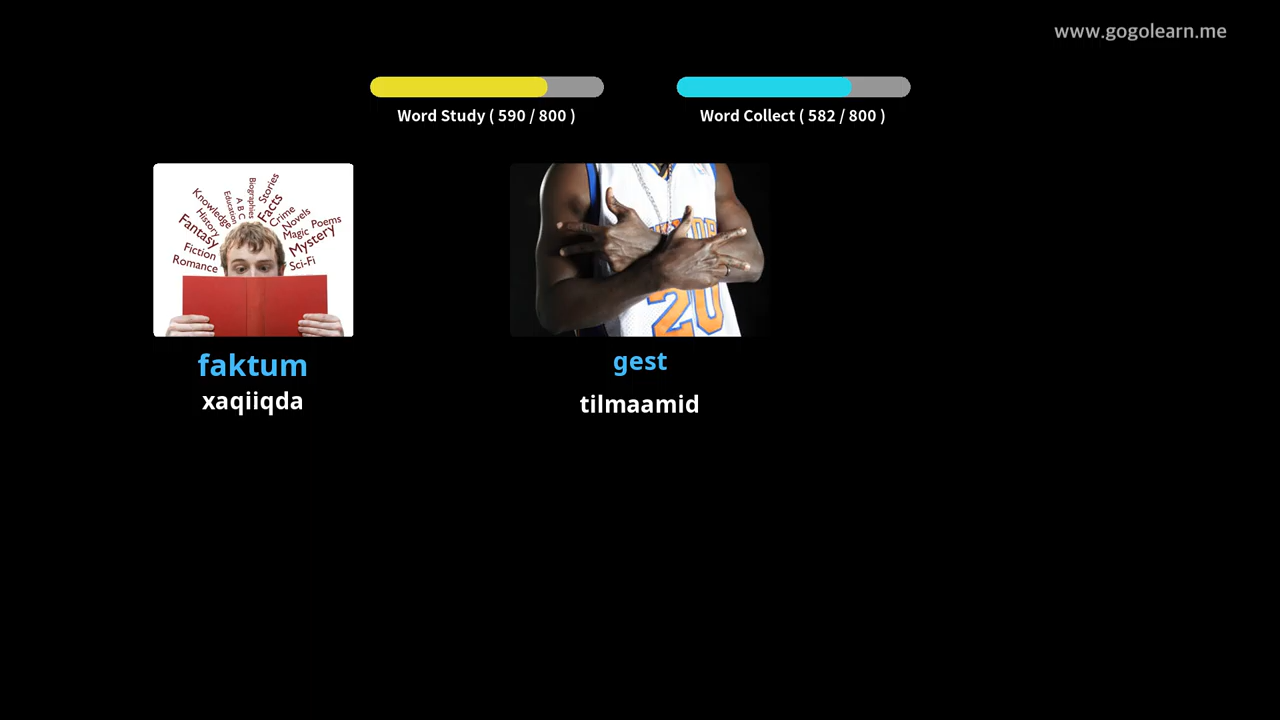 www.gogolearn.me
Word Study ( 590 / 800 )
Word Collect ( 582 / 800 )
Knowledge
History
Fantasy
Fiction
Romance
Education
A B C
Biographies
Stories
Facts
Crime
Novels
Magic
Poems
Mystery
Sci-Fi
20
faktum
xaqiiqda
gest
tilmaamid